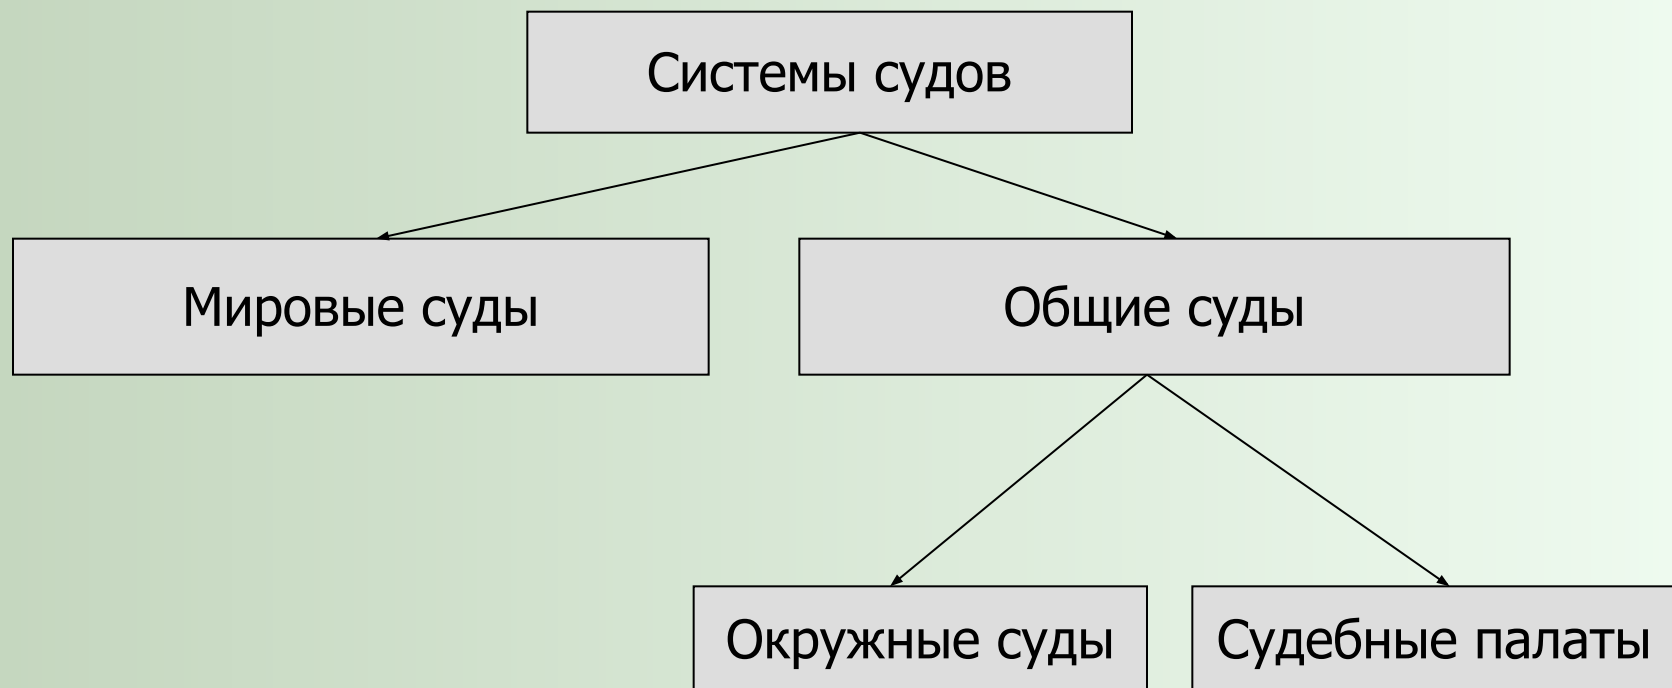 Системы судов
Мировые суды
Общие суды
Окружные суды
Судебные палаты